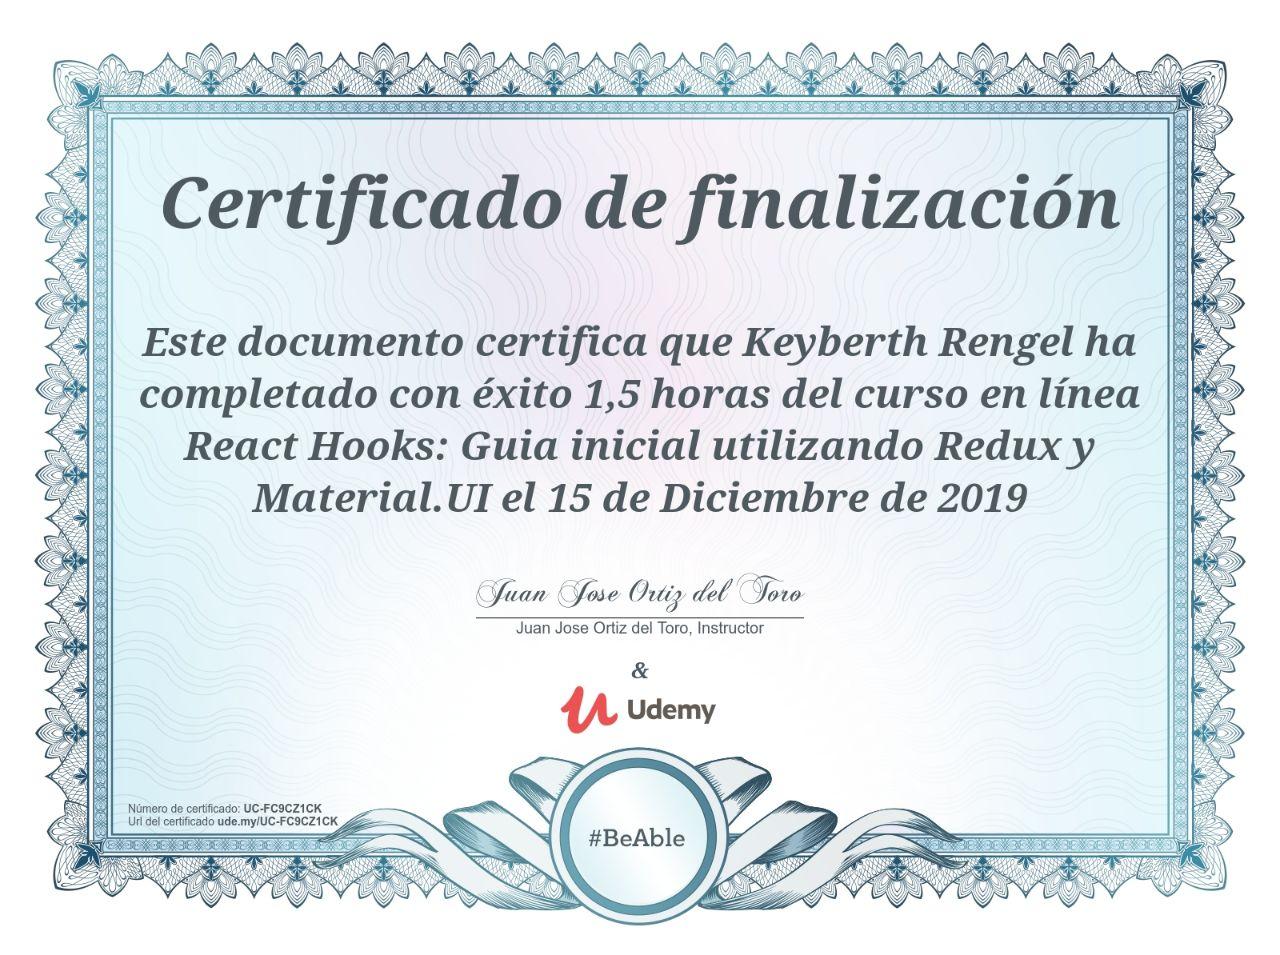 Certificado de finalización
Este documento certifica que Keyberth Rengel ha
completado con éxito 1,5 horas del curso en línea
React Hooks: Guia inicial utilizando Redux y
Material.UI el 15 de Diciembre de 2019
Juan Jose Ortiz del Toro
Juan Jose Ortiz del Toro, Instructor
&
Udemy
Número de certificado: UC-FC9CZ1CK
Url del certificado ude.my/UC-FC9CZ1CK
#BeAble